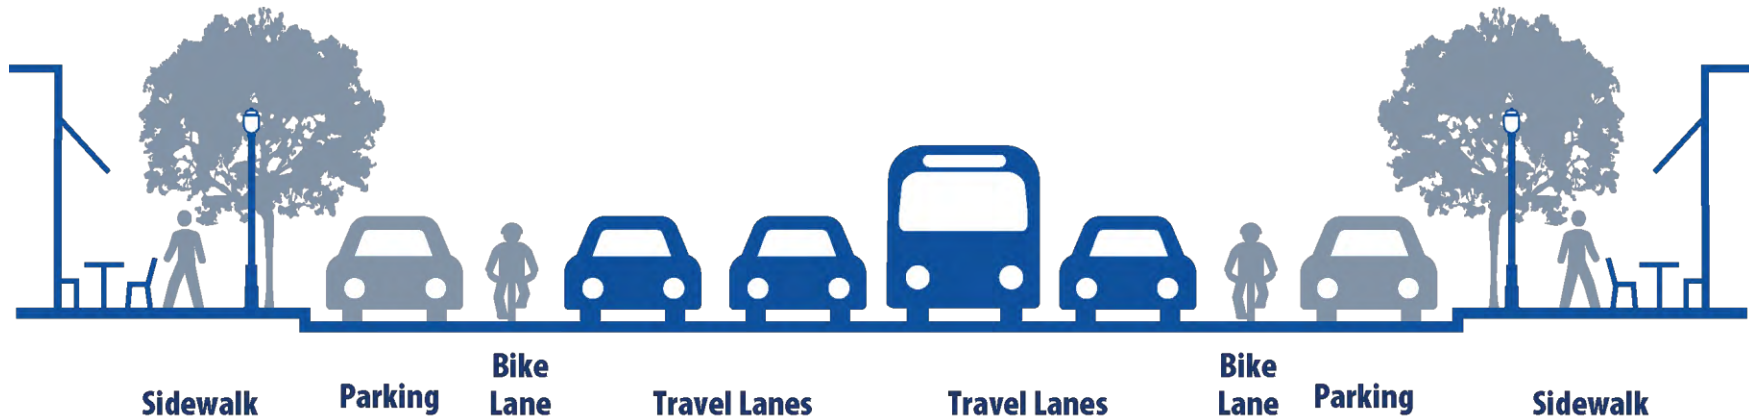 Sidewalk
Parking
Bike
Lane
Travel Lanes
Travel Lanes
Bike
Lane
Parking
Sidewalk